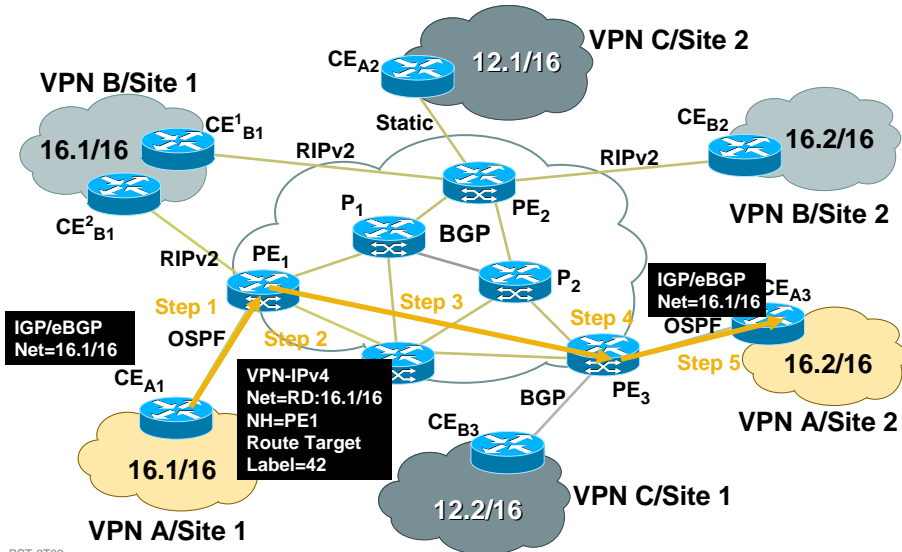 VPN C/Site 2
CEA2
12.1/16
VPN B/Site 1
Static
CE1B1
16.1/16
CEB2
16.2/16
RIPv2
RIPv2
P1
PE2
VPN B/Site 2
CE2B1
BGP
PE1
RIPv2
P2
IGP/eBGP
Net=16.1/16
CEA3
Step 1
Step 3
Step 4
IGP/eBGP
Net=16.1/16
OSPF
Step 2
OSPF
Step 5
16.2/16
CEA1
VPN-IPv4
Net=RD:16.1/16
NH=PE1
Route Target
Label=42
BGP
PE3
VPN A/Site 2
CEB3
16.1/16
VPN C/Site 1
12.2/16
VPN A/Site 1